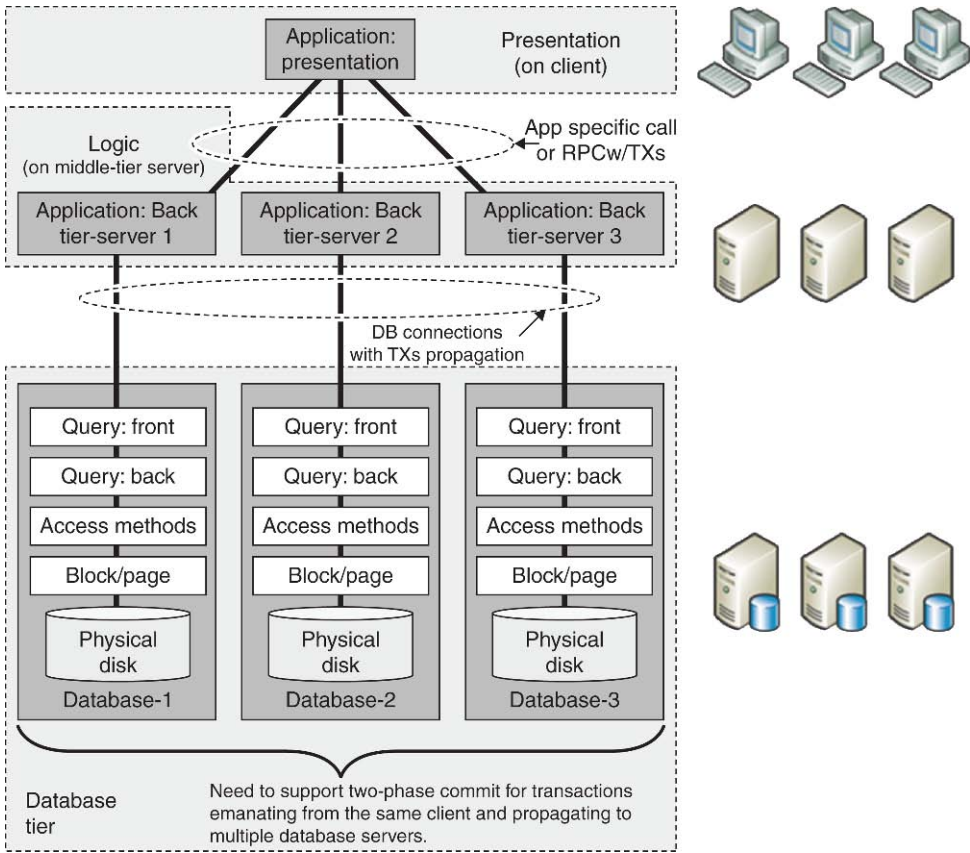 Application:
presentation
Presentation
(on client)
Logic
(on middle-tier server)
App specific call
or RPCw/TXs
Application: Back
tier-server 1
Application: Back
tier-server 2
Application: Back
tier-server 3
DB connections
with TXs propagation
Query: front
Query: back
Access methods
Block/page
Physical
disk
Database-1
Query: front
Query: back
Access methods
Block/page
Physical
disk
Database-2
Query: front
Query: back
Access methods
Block/page
Physical
disk
Database-3
Database
tier
Need to support two-phase commit for transactions
emanating from the same client and propagating to
multiple database servers.